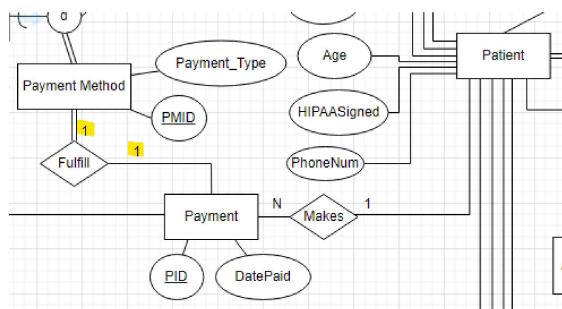 d
Payment_Type
Age
Patient
Payment Method
PMID
HIPAASigned
1
1
Fulfill
PhoneNum
Payment
N
Makes
1
PID
DatePaid